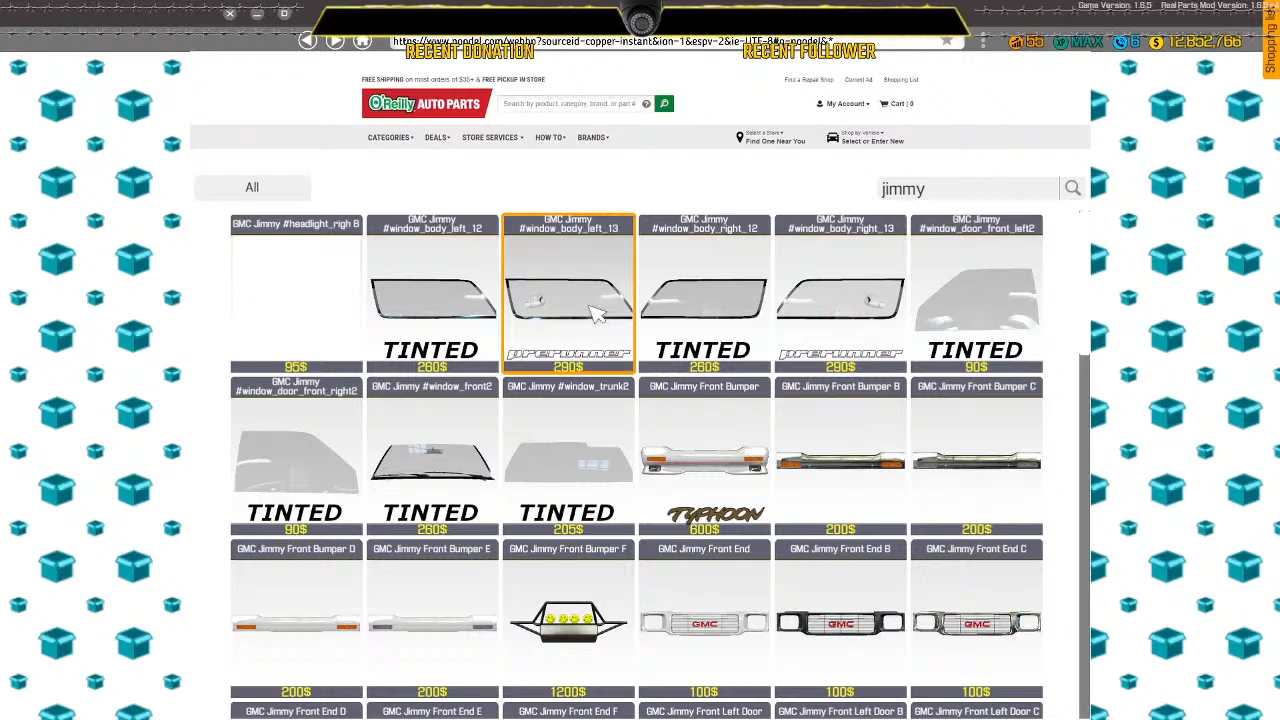 Game Version: 1.6.5 Real Parts Mod Version: 1.6.5
https://www.noodel.com/webhp?sourceid-copper-instant&ion-1&espv-2&ie-UTE-8#q=noodel&*
RECENT DONATION
RECENT FOLLOWER
55 XP MAX 6 $ 12,852,766
Shopping list
FREE SHIPPING on most orders of $35+ & FREE PICKUP IN STORE
Find a Repair Shop Current Ad Shopping List
O'Reilly AUTO PARTS
Search by product, category, brand, or part #
My Account
Cart | 0
CATEGORIES DEALS STORE SERVICES HOW TO BRANDS
Select a Store
Find One Near You
Shop by Vehicle
Select or Enter New
All
jimmy
GMC Jimmy #headlight_righ B
95$
GMC Jimmy
#window_body_left_12
TINTED
260$
GMC Jimmy
#window_body_left_13
prerunner
290$
GMC Jimmy
#window_body_right_12
TINTED
260$
GMC Jimmy
#window_body_right_13
prerunner
290$
GMC Jimmy
#window_door_front_left2
TINTED
90$
GMC Jimmy
#window_door_front_right2
TINTED
90$
GMC Jimmy #window_front2
TINTED
260$
GMC Jimmy #window_trunk2
TINTED
205$
GMC Jimmy Front Bumper
TYPHOON
600$
GMC Jimmy Front Bumper B
200$
GMC Jimmy Front Bumper C
200$
GMC Jimmy Front Bumper D
200$
GMC Jimmy Front Bumper E
200$
GMC Jimmy Front Bumper F
1200$
GMC Jimmy Front End
GMC
100$
GMC Jimmy Front End B
GMC
100$
GMC Jimmy Front End C
GMC
100$
GMC Jimmy Front End D
GMC Jimmy Front End E
GMC Jimmy Front End F
GMC Jimmy Front Left Door
GMC Jimmy Front Left Door B
GMC Jimmy Front Left Door C